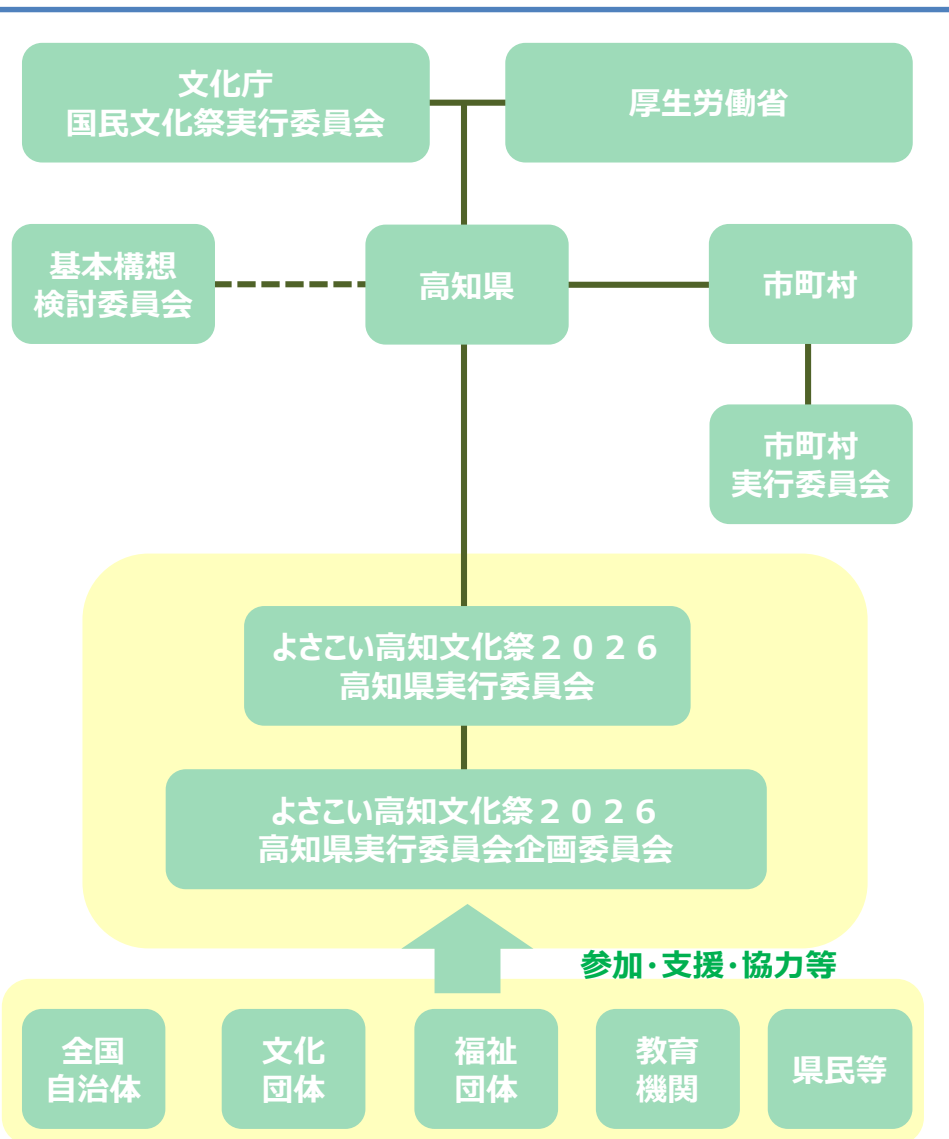 文化庁
国民文化祭実行委員会
厚生労働省
基本構想
検討委員会
高知県
市町村
市町村
実行委員会
よさこい高知文化祭２０２６
高知県実行委員会
よさこい高知文化祭２０２６
高知県実行委員会企画委員会
参加・支援・協力等
全国
自治体
文化
団体
福祉
団体
教育
機関
県民等